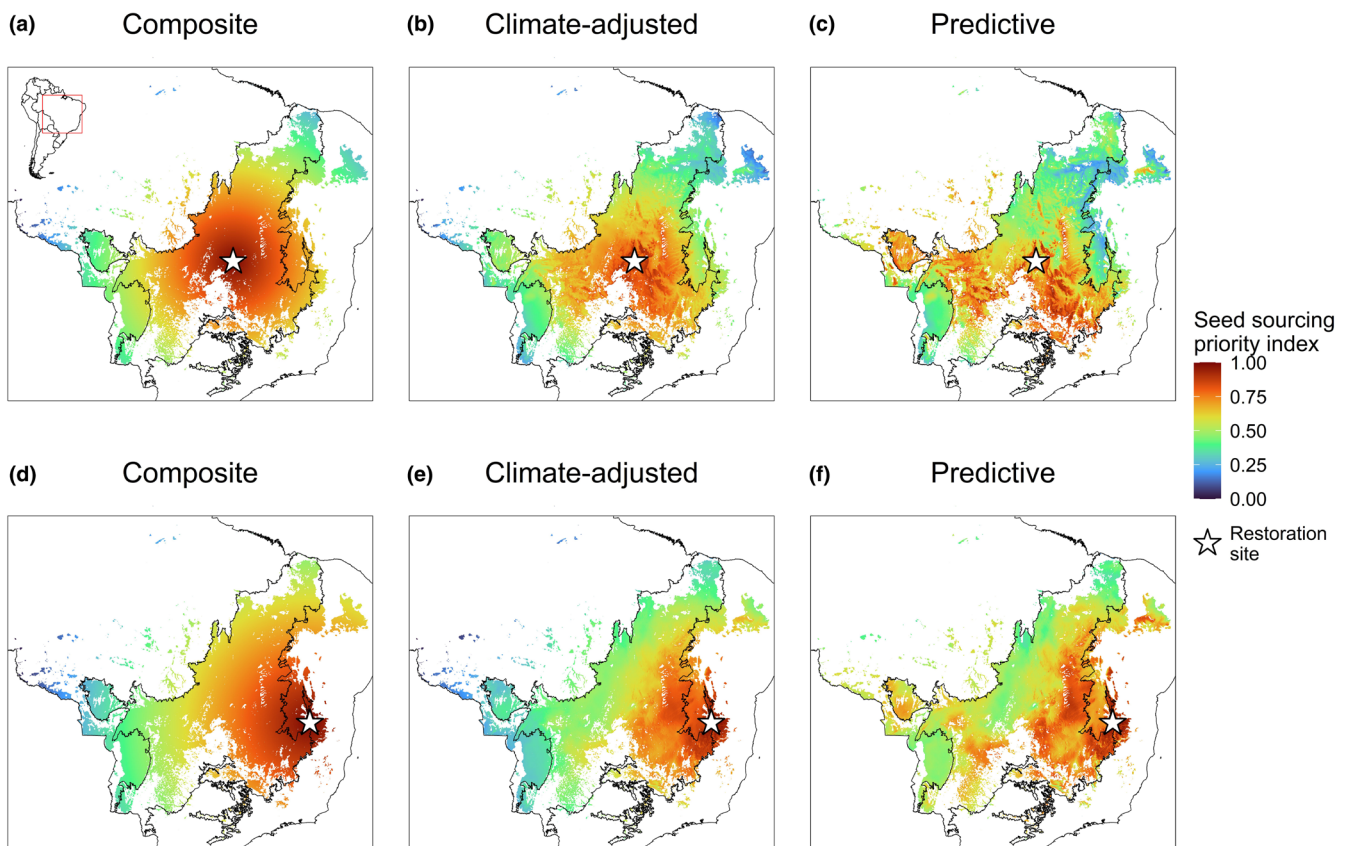 (a) Composite
(b) Climate-adjusted
(c) Predictive
Seed sourcing
priority index
1.00
0.75
0.50
0.25
0.00
Restoration
site
(d) Composite
(e) Climate-adjusted
(f) Predictive